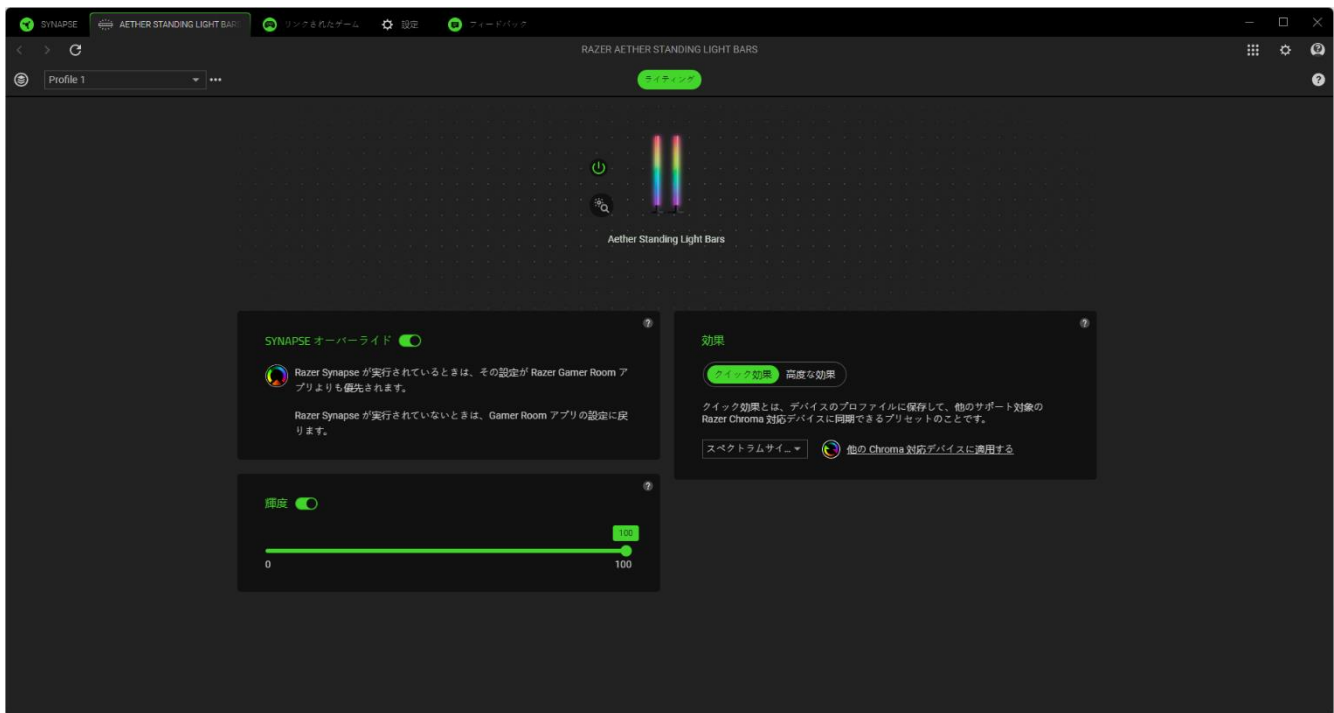 SYNAPSE
AETHER STANDING LIGHT BARS
リンクされたゲーム
設定
フィードバック
RAZER AETHER STANDING LIGHT BARS
Profile 1
ライティング
Aether Standing Light Bars
SYNAPSE オーバーライド
Razer Synapse が実行されているときは、その設定が Razer Gamer Room ア
プリよりも優先されます。
Razer Synapse が実行されていないときは、Gamer Room アプリの設定に戻
ります。
輝度
100
0
100
効果
クイック効果 高度な効果
クイック効果とは、デバイスのプロファイルに保存して、他のサポート対象の
Razer Chroma 対応デバイスに同期できるプリセットのことです。
スペクトラムサイ...
他の Chroma 対応デバイスに適用する